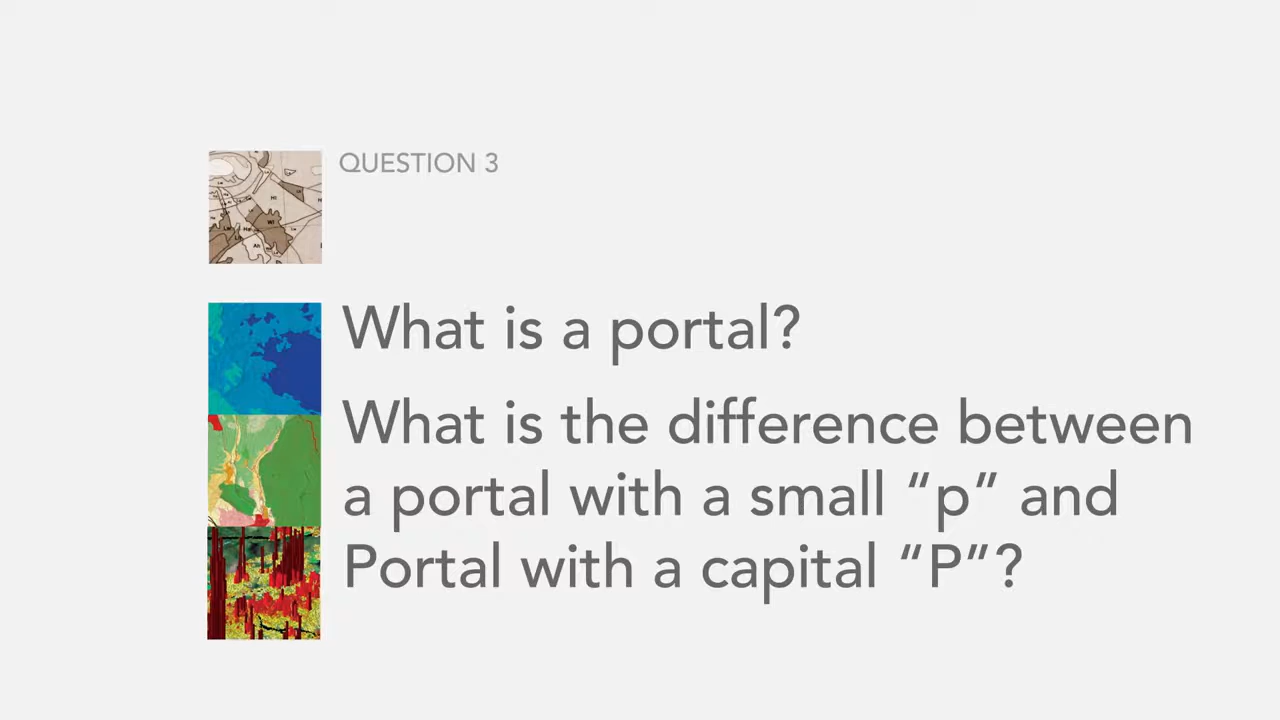 QUESTION 3
What is a portal?
What is the difference between
a portal with a small “p” and
Portal with a capital “P”?